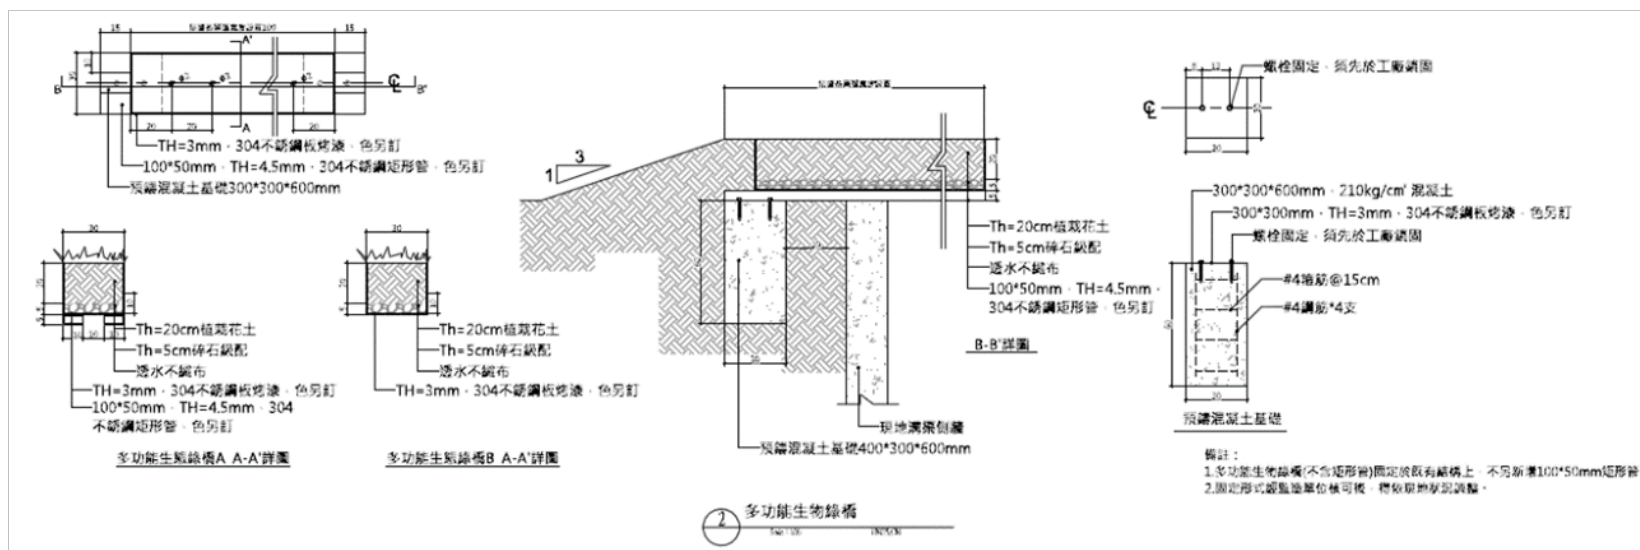 15
15
A'
B
B'
20
20
20
A
TH=3mm﹐304不銹鋼板烤漆﹐色另訂
100*50mm﹐TH=4.5mm﹐304不銹鋼矩形管﹐色另訂
預鑄混凝土基礎300*300*600mm
30
20
Th=20cm植栽花土
Th=5cm碎石級配
透水不織布
TH=3mm﹐304不銹鋼板烤漆﹐色另訂
100*50mm﹐TH=4.5mm﹐304
不銹鋼矩形管﹐色另訂
多功能生態綠橋A A-A'詳圖
30
20
Th=20cm植栽花土
Th=5cm碎石級配
透水不織布
TH=3mm﹐304不銹鋼板烤漆﹐色另訂
多功能生態綠橋B A-A'詳圖
3
1
Th=20cm植栽花土
Th=5cm碎石級配
透水不織布
100*50mm﹐TH=4.5mm﹐
304不銹鋼矩形管﹐色另訂
B-B'詳圖
現地溝渠側牆
預鑄混凝土基礎400*300*600mm
2
多功能生物綠橋
螺栓固定﹐須先於工廠鎖固
300*300*600mm﹐210kg/cm² 混凝土
300*300mm﹐TH=3mm﹐304不銹鋼板烤漆﹐色另訂
螺栓固定﹐須先於工廠鎖固
#4箍筋@15cm
#4鋼筋*4支
60
預鑄混凝土基礎
備註：
1.多功能生物綠橋(不含矩形管)固定於既有結構上﹐不另新增100*50mm矩形管
2.固定形式經監造單位核可後﹐得依現地狀況調整。